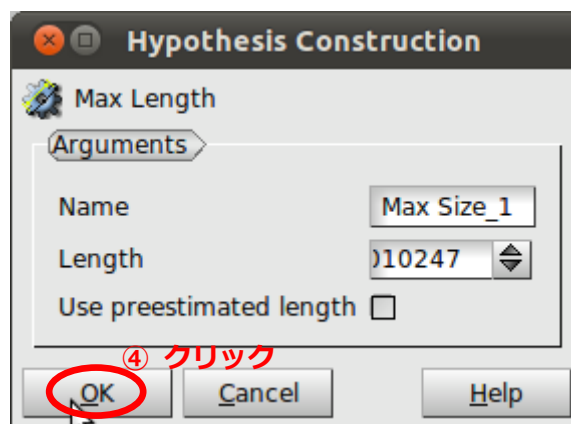 Hypothesis Construction
Max Length
Arguments
Name Max Size_1
Length 010247
Use preestimated length
④ クリック
OK Cancel Help